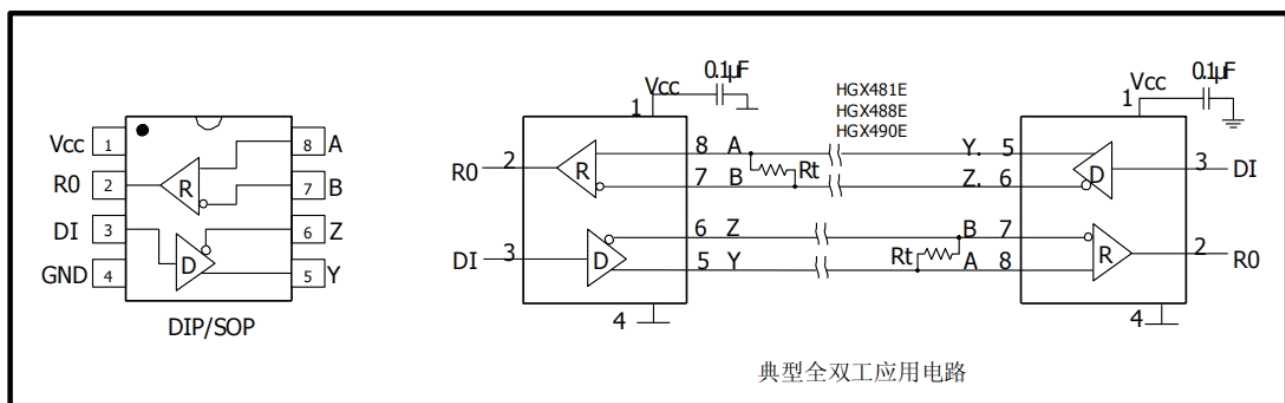 Vcc 1 8 A
R0 2 R 7 B
DI 3 6 Z
GND 4 D 5 Y
DIP/SOP
Vcc 0.1μF
1
HGX481E
HGX488E
HGX490E
Vcc 0.1μF
1
R0 2 R 8 A Rt Y. 5 D 3 DI
7 B Z. 6
DI 3 D 6 Z B 7 R 2 R0
5 Y Rt A 8
4
4
典型全双工应用电路